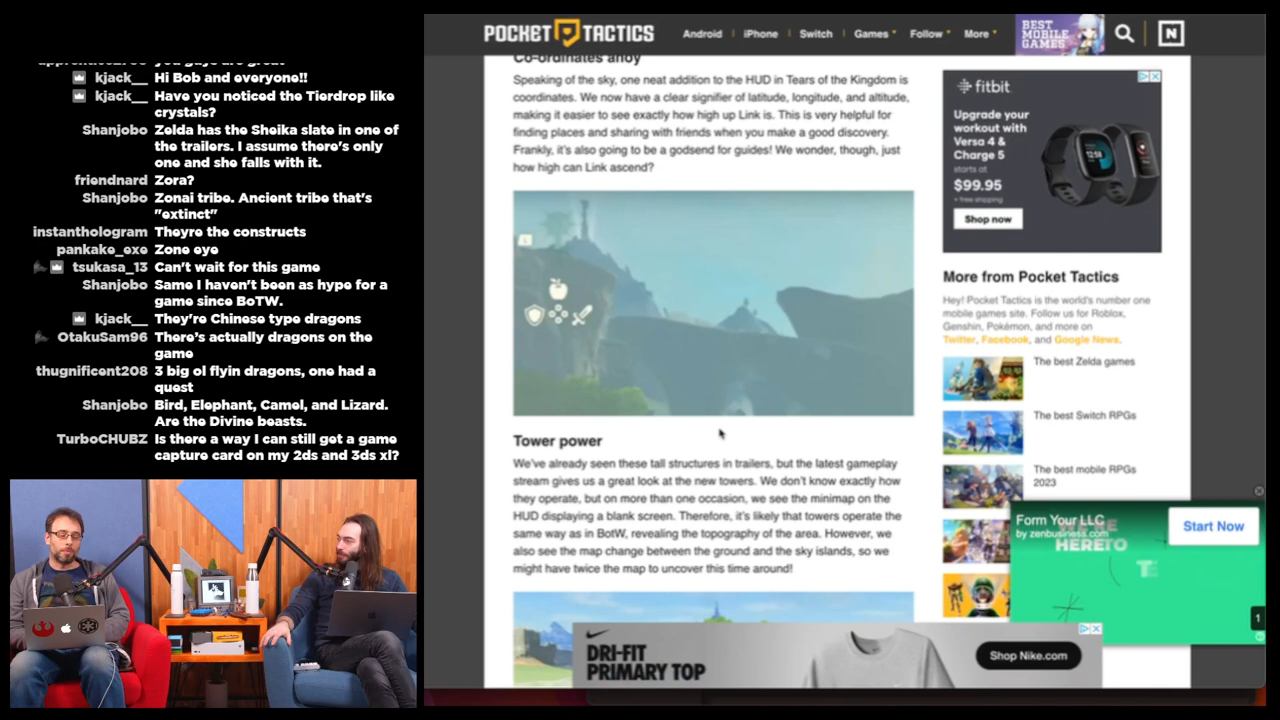 you guys are great
kjack__ Hi Bob and everyone!!
kjack__ Have you noticed the Tierdrop like
crystals?
Shanjobo Zelda has the Sheika slate in one of
the trailers. I assume there's only
one and she falls with it.
friendnard Zora?
Shanjobo Zonai tribe. Ancient tribe that's
"extinct"
instanthologram Theyre the constructs
pankake_exe Zone eye
tsukasa_13 Can't wait for this game
Shanjobo Same I haven't been as hype for a
game since BoTW.
kjack__ They're Chinese type dragons
OtakuSam96 There's actually dragons on the
game
thugnificent208 3 big ol flyin dragons, one had a
quest
Shanjobo Bird, Elephant, Camel, and Lizard.
Are the Divine beasts.
TurboCHUBZ Is there a way I can still get a game
capture card on my 2ds and 3ds xl?
POCKET TACTICS
Android iPhone Switch Games Follow More
BEST
MOBILE
GAMES
N
Co-ordinates ahoy
Speaking of the sky, one neat addition to the HUD in Tears of the Kingdom is
coordinates. We now have a clear signifier of latitude, longitude, and altitude,
making it easier to see exactly how high up Link is. This is very helpful for
finding places and sharing with friends when you make a good discovery.
Frankly, it's also going to be a godsend for guides! We wonder, though, just
how high can Link ascend?
L
Tower power
We've already seen these tall structures in trailers, but the latest gameplay
stream gives us a great look at the new towers. We don't know exactly how
they operate, but on more than one occasion, we see the minimap on the
HUD displaying a blank screen. Therefore, it's likely that towers operate the
same way as in BotW, revealing the topography of the area. However, we
also see the map change between the ground and the sky islands, so we
might have twice the map to uncover this time around!
fitbit
Upgrade your
workout with
Versa 4 &
Charge 5
starts at
$99.95
+ free shipping
Shop now
More from Pocket Tactics
Hey! Pocket Tactics is the world's number one
mobile games site. Follow us for Roblox,
Genshin, Pokémon, and more on
Twitter, Facebook, and Google News.
The best Zelda games
The best Switch RPGs
The best mobile RPGs
2023
Form Your LLC
by zenbusiness.com
Start Now
HERE TO
1
DRI-FIT
PRIMARY TOP
Shop Nike.com